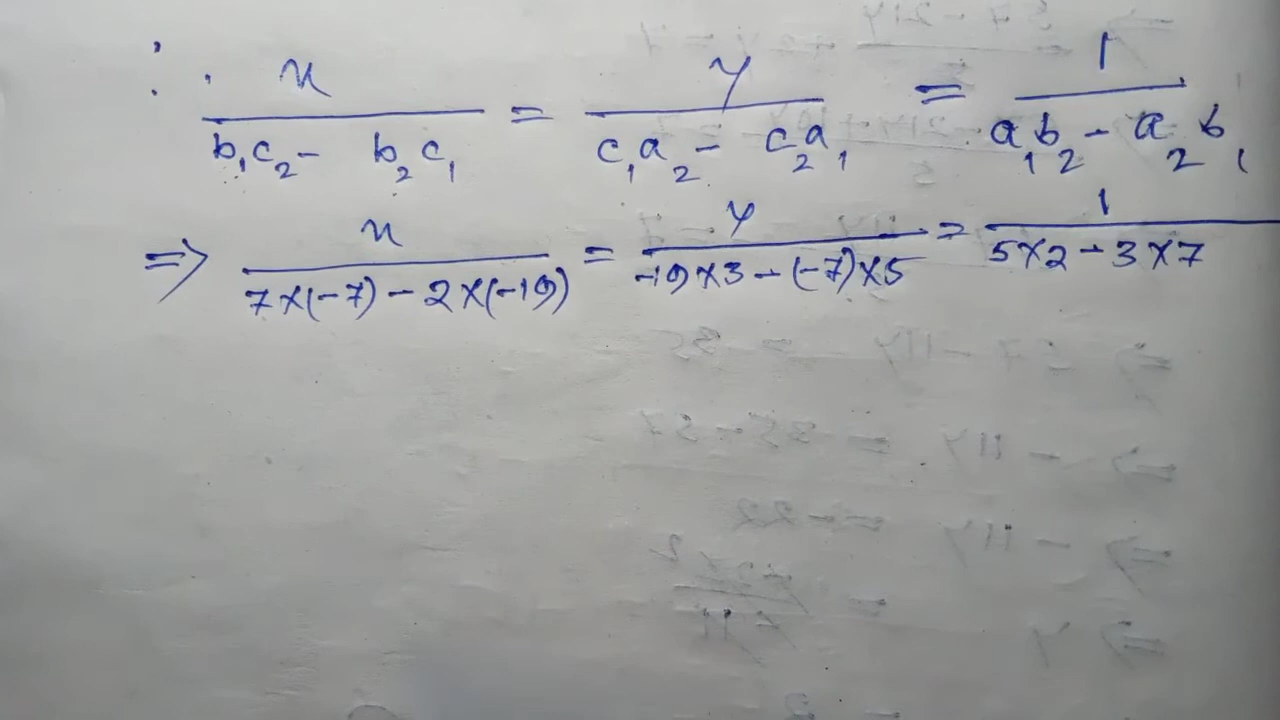 ∴ x/(b₁c₂ - b₂c₁) = y/(c₁a₂ - c₂a₁) = 1/(a₁b₂ - a₂b₁)
⇒ x/(7×(-7) - 2×(-19)) = y/(-19×3 - (-7)×5) = 1/(5×2 - 3×7)